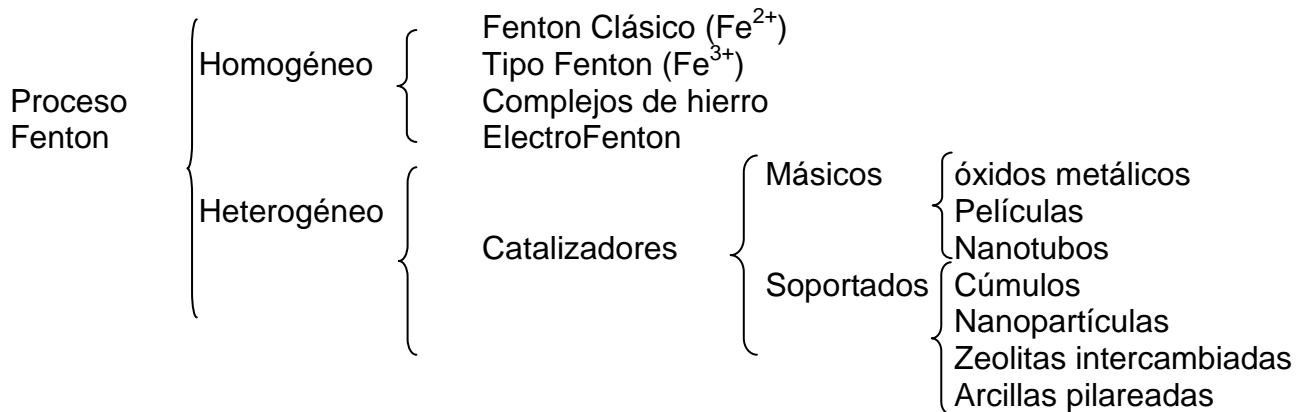 Proceso
Fenton
Homogéneo
Fenton Clásico (Fe²⁺)
Tipo Fenton (Fe³⁺)
Complejos de hierro
ElectroFenton
Heterogéneo
Catalizadores
Másicos
óxidos metálicos
Películas
Nanotubos
Soportados
Cúmulos
Nanopartículas
Zeolitas intercambiadas
Arcillas pilareadas